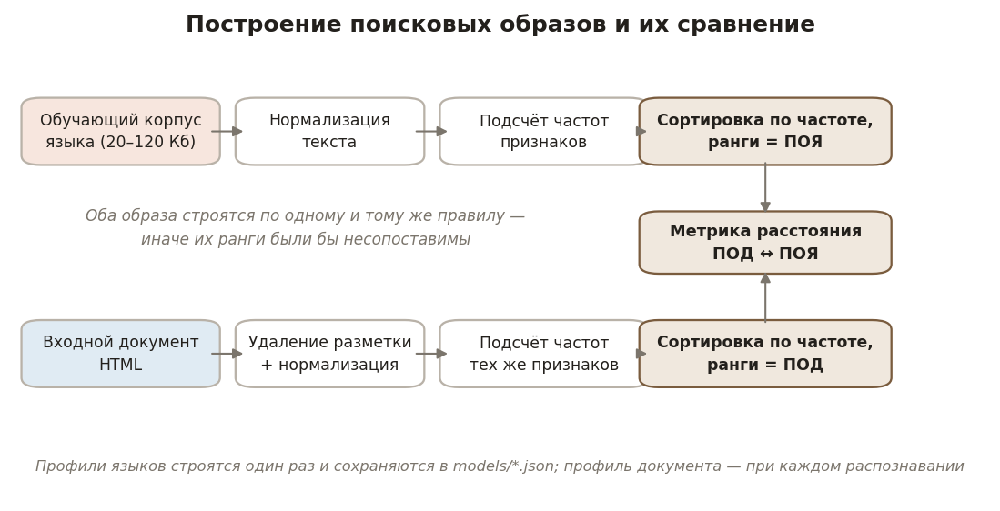 Построение поисковых образов и их сравнение
Обучающий корпус
языка (20–120 Кб)
Нормализация
текста
Подсчёт частот
признаков
Сортировка по частоте,
ранги = ПОЯ
Оба образа строятся по одному и тому же правилу —
иначе их ранги были бы несопоставимы
Метрика расстояния
ПОД ↔ ПОЯ
Входной документ
HTML
Удаление разметки
+ нормализация
Подсчёт частот
тех же признаков
Сортировка по частоте,
ранги = ПОД
Профили языков строятся один раз и сохраняются в models/*.json; профиль документа — при каждом распознавании